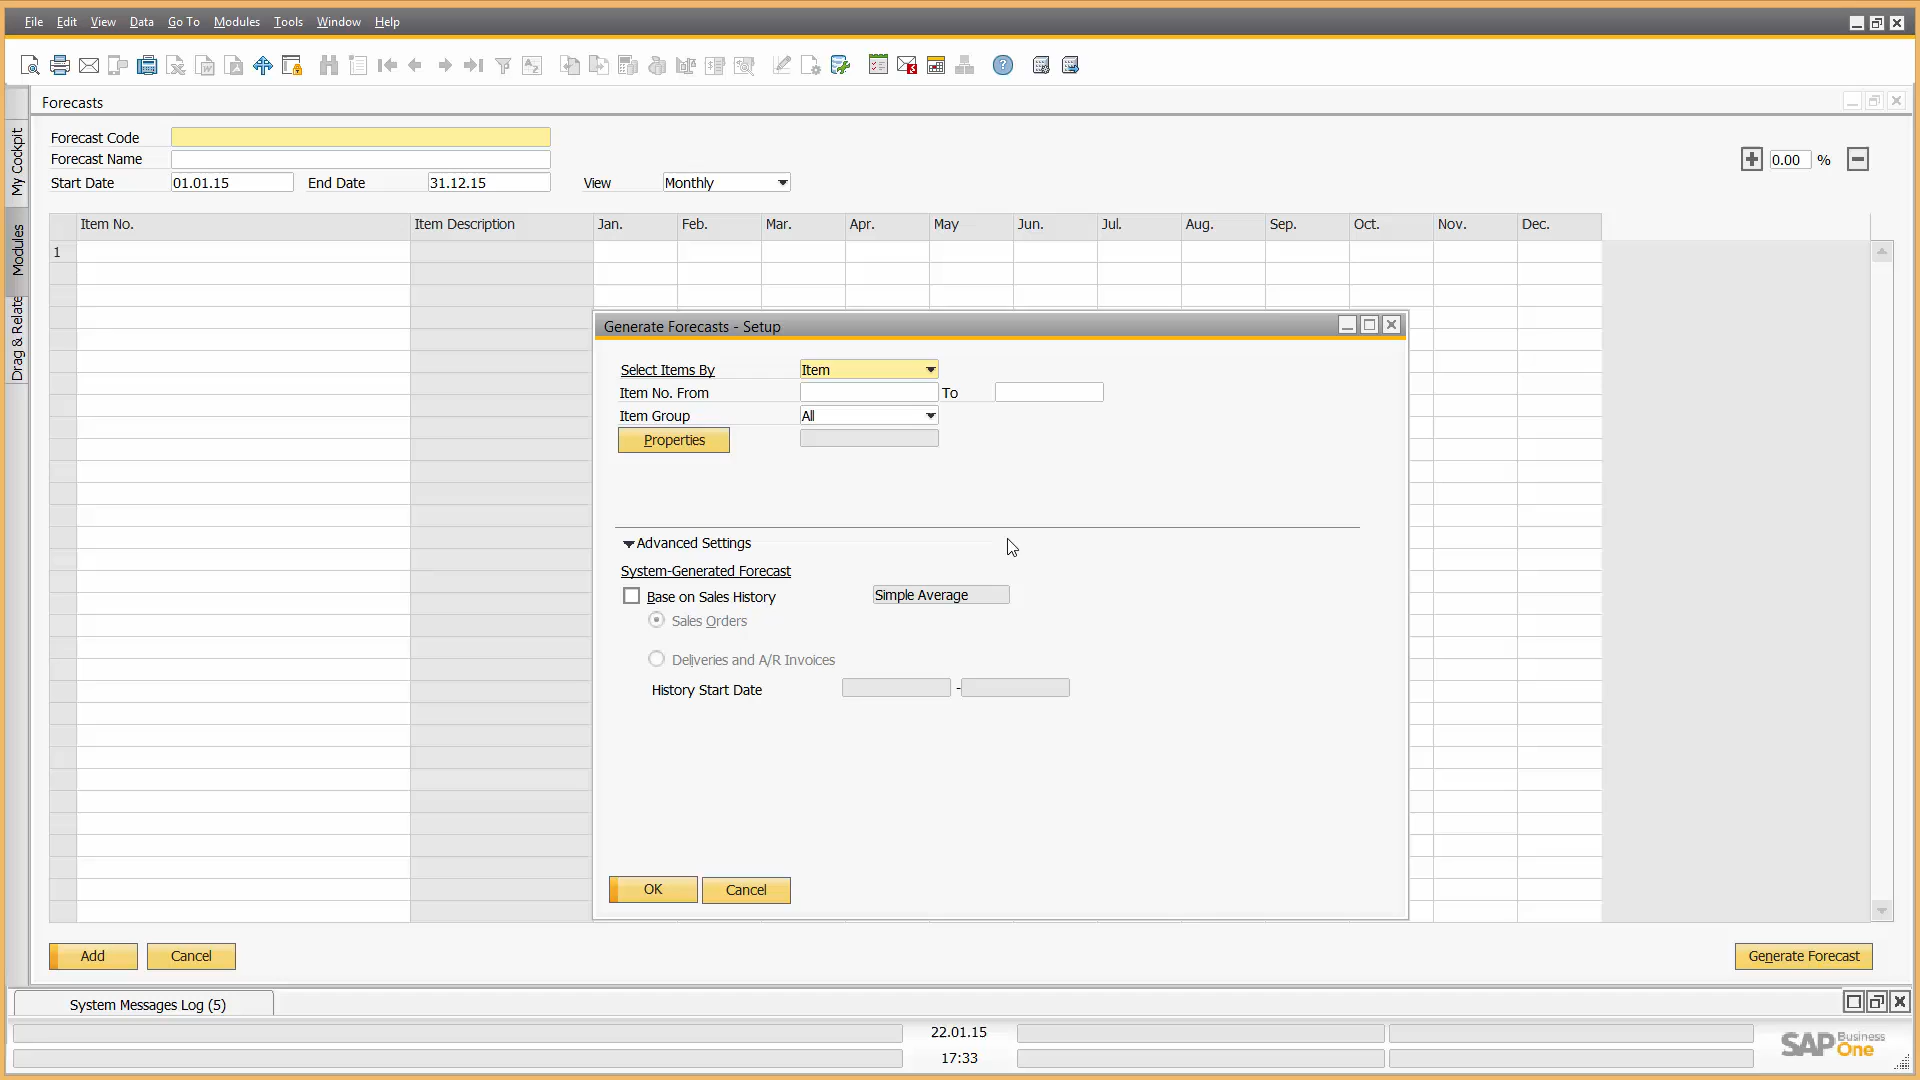 File Edit View Data Go To Modules Tools Window Help
Forecasts
My Cockpit
Modules
Drag & Relate
Forecast Code
Forecast Name
Start Date 01.01.15 End Date 31.12.15 View Monthly
0.00 %
Item No. Item Description Jan. Feb. Mar. Apr. May Jun. Jul. Aug. Sep. Oct. Nov. Dec.
1
Generate Forecasts - Setup
Select Items By Item
Item No. From To
Item Group All
Properties
Advanced Settings
System-Generated Forecast
Base on Sales History Simple Average
Sales Orders
Deliveries and A/R Invoices
History Start Date -
OK Cancel
Add Cancel Generate Forecast
System Messages Log (5)
22.01.15
17:33
SAP Business One